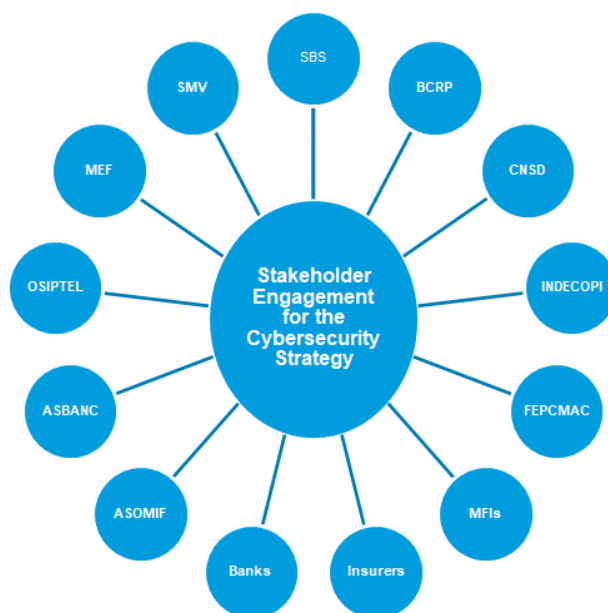 SBS
BCRP
CNSD
INDECOPI
FEPCMAC
MFIs
Insurers
Banks
ASOMIF
ASBANC
OSIPTEL
MEF
SMV
Stakeholder
Engagement
for the
Cybersecurity
Strategy